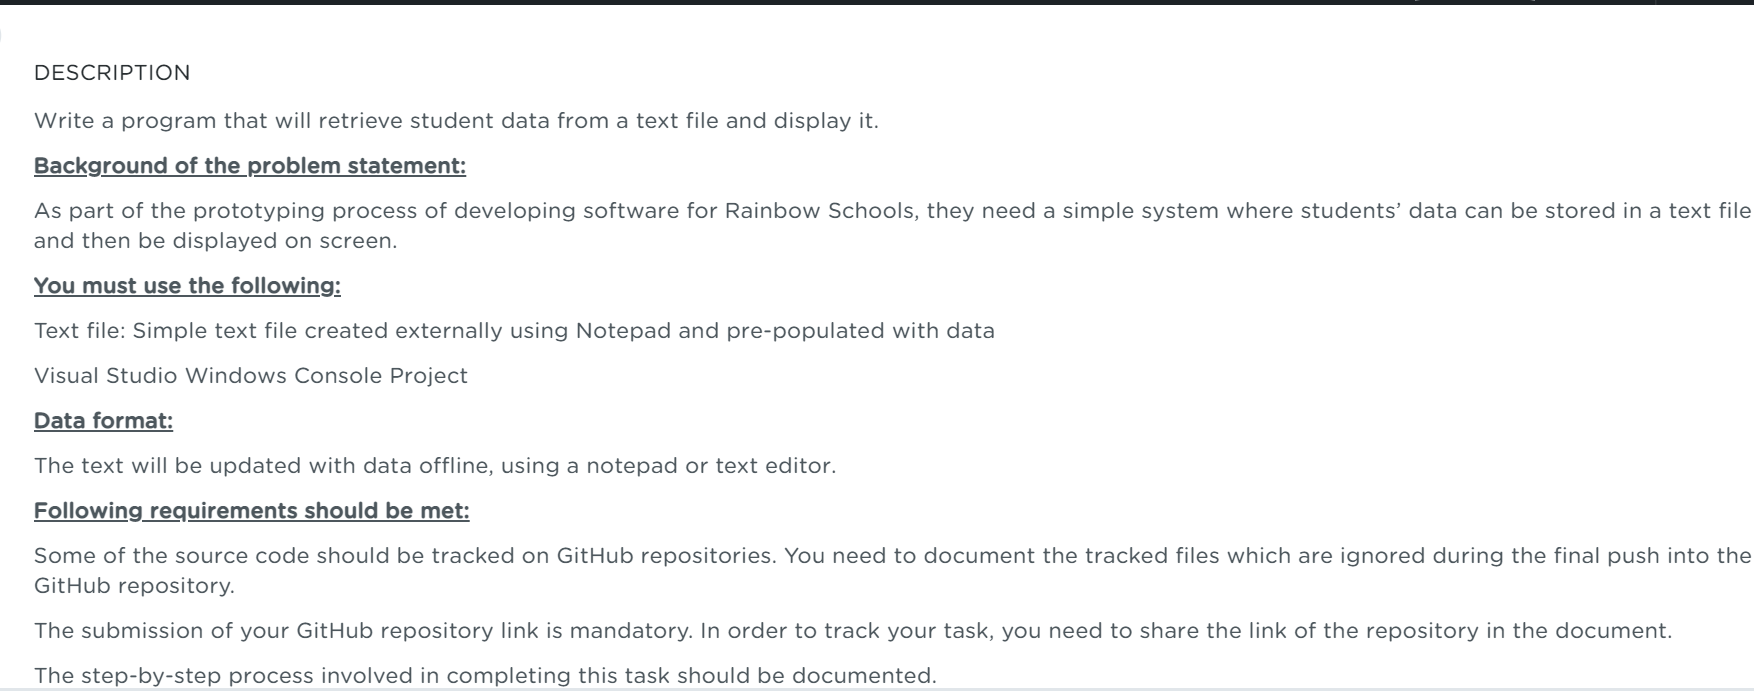 DESCRIPTION
Write a program that will retrieve student data from a text file and display it.
Background of the problem statement:
As part of the prototyping process of developing software for Rainbow Schools, they need a simple system where students’ data can be stored in a text file
and then be displayed on screen.
You must use the following:
Text file: Simple text file created externally using Notepad and pre-populated with data
Visual Studio Windows Console Project
Data format:
The text will be updated with data offline, using a notepad or text editor.
Following requirements should be met:
Some of the source code should be tracked on GitHub repositories. You need to document the tracked files which are ignored during the final push into the
GitHub repository.
The submission of your GitHub repository link is mandatory. In order to track your task, you need to share the link of the repository in the document.
The step-by-step process involved in completing this task should be documented.